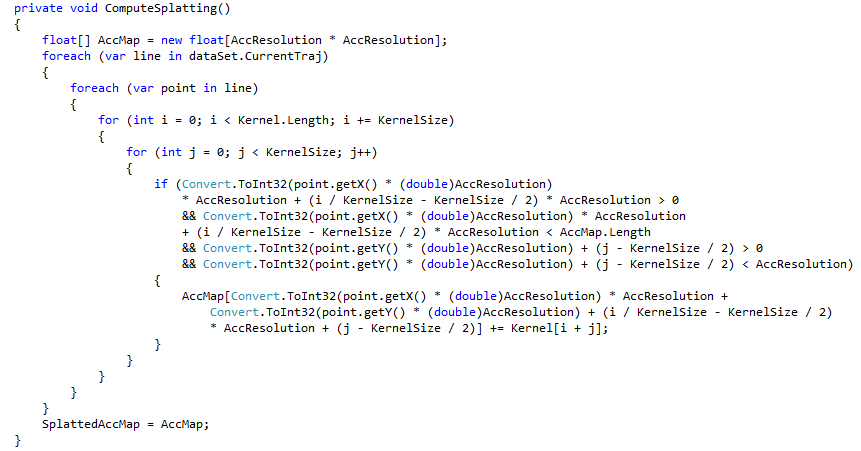 private void ComputeSplatting()
{
    float[] AccMap = new float[AccResolution * AccResolution];
    foreach (var line in dataSet.CurrentTraj)
    {
        foreach (var point in line)
        {
            for (int i = 0; i < Kernel.Length; i += KernelSize)
            {
                for (int j = 0; j < KernelSize; j++)
                {
                    if (Convert.ToInt32(point.getX() * (double)AccResolution)
                        * AccResolution + (i / KernelSize - KernelSize / 2) * AccResolution > 0
                        && Convert.ToInt32(point.getX() * (double)AccResolution) * AccResolution
                        + (i / KernelSize - KernelSize / 2) * AccResolution < AccMap.Length
                        && Convert.ToInt32(point.getY() * (double)AccResolution) + (j - KernelSize / 2) > 0
                        && Convert.ToInt32(point.getY() * (double)AccResolution) + (j - KernelSize / 2) < AccResolution)
                    {
                        AccMap[Convert.ToInt32(point.getX() * (double)AccResolution) * AccResolution +
                            Convert.ToInt32(point.getY() * (double)AccResolution) + (i / KernelSize - KernelSize / 2)
                            * AccResolution + (j - KernelSize / 2)] += Kernel[i + j];
                    }
                }
            }
        }
    }
    SplattedAccMap = AccMap;
}